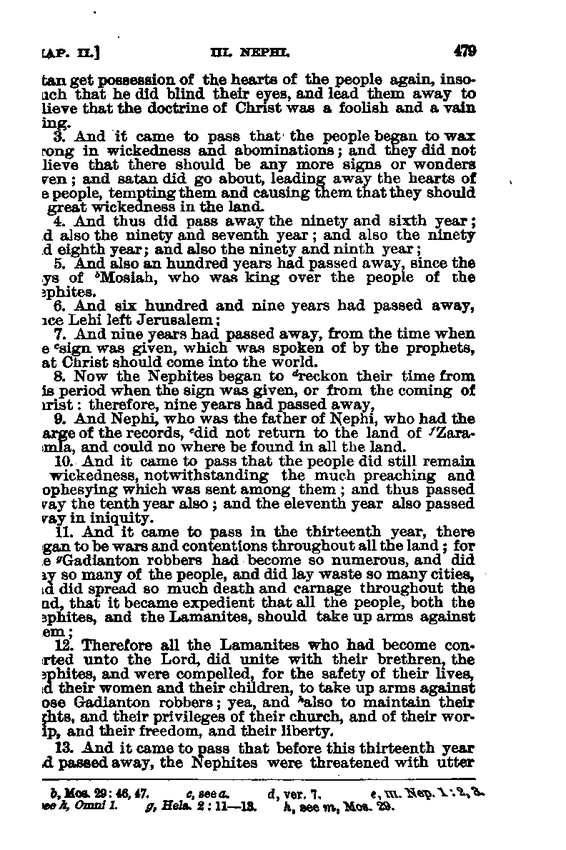 [AP. II.] III. NEPHI. 479
tan get possession of the hearts of the people again, inso-
uch that he did blind their eyes, and lead them away to
lieve that the doctrine of Christ was a foolish and a vain
ing.
3. And it came to pass that the people began to wax
rong in wickedness and abominations; and they did not
lieve that there should be any more signs or wonders
ven; and satan did go about, leading away the hearts of
e people, tempting them and causing them that they should
great wickedness in the land.
4. And thus did pass away the ninety and sixth year;
d also the ninety and seventh year; and also the ninety
d eighth year; and also the ninety and ninth year;
5. And also an hundred years had passed away, since the
ys of bMosiah, who was king over the people of the
ephites.
6. And six hundred and nine years had passed away,
nce Lehi left Jerusalem;
7. And nine years had passed away, from the time when
e csign was given, which was spoken of by the prophets,
at Christ should come into the world.
8. Now the Nephites began to dreckon their time from
is period when the sign was given, or from the coming of
rist: therefore, nine years had passed away,
9. And Nephi, who was the father of Nephi, who had the
arge of the records, edid not return to the land of fZara-
mla, and could no where be found in all the land.
10. And it came to pass that the people did still remain
wickedness, notwithstanding the much preaching and
ophesying which was sent among them; and thus passed
vay the tenth year also; and the eleventh year also passed
vay in iniquity.
11. And it came to pass in the thirteenth year, there
gan to be wars and contentions throughout all the land; for
e gGadianton robbers had become so numerous, and did
ay so many of the people, and did lay waste so many cities,
id did spread so much death and carnage throughout the
nd, that it became expedient that all the people, both the
ephites, and the Lamanites, should take up arms against
em;
12. Therefore all the Lamanites who had become con-
rted unto the Lord, did unite with their brethren, the
ephites, and were compelled, for the safety of their lives,
d their women and their children, to take up arms against
ose Gadianton robbers; yea, and halso to maintain their
ghts, and their privileges of their church, and of their wor-
ip, and their freedom, and their liberty.
13. And it came to pass that before this thirteenth year
d passed away, the Nephites were threatened with utter
b, Mos. 29: 46, 47. c, see a. d, ver. 7. e, III. Nep. 1: 2, 3.
see h, Omni 1. g, Hela. 2: 11—13. h, see m, Mos. 29.